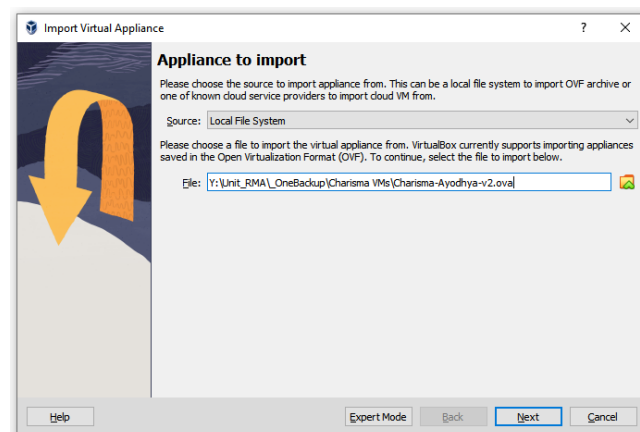 Import Virtual Appliance
Appliance to import
Please choose the source to import appliance from. This can be a local file system to import OVF archive or
one of known cloud service providers to import cloud VM from.
Source: Local File System
Please choose a file to import the virtual appliance from. VirtualBox currently supports importing appliances
saved in the Open Virtualization Format (OVF). To continue, select the file to import below.
File: Y:\Unit_RMA\_OneBackup\Charisma VMs\Charisma-Ayodhya-v2.ova
Help Expert Mode Back Next Cancel